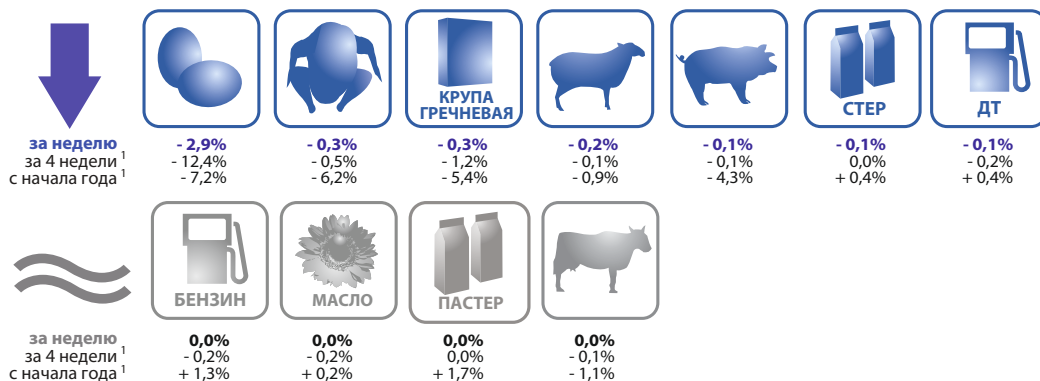 КРУПА
ГРЕЧНЕВАЯ
СТЕР
ДТ
за неделю - 2,9% - 0,3% - 0,3% - 0,2% - 0,1% - 0,1% - 0,1%
за 4 недели 1 - 12,4% - 0,5% - 1,2% - 0,1% - 0,1% 0,0% - 0,2%
с начала года 1 - 7,2% - 6,2% - 5,4% - 0,9% - 4,3% + 0,4% + 0,4%
БЕНЗИН МАСЛО ПАСТЕР
за неделю 0,0% 0,0% 0,0% 0,0%
за 4 недели 1 - 0,2% - 0,2% 0,0% - 0,1%
с начала года 1 + 1,3% + 0,2% + 1,7% - 1,1%